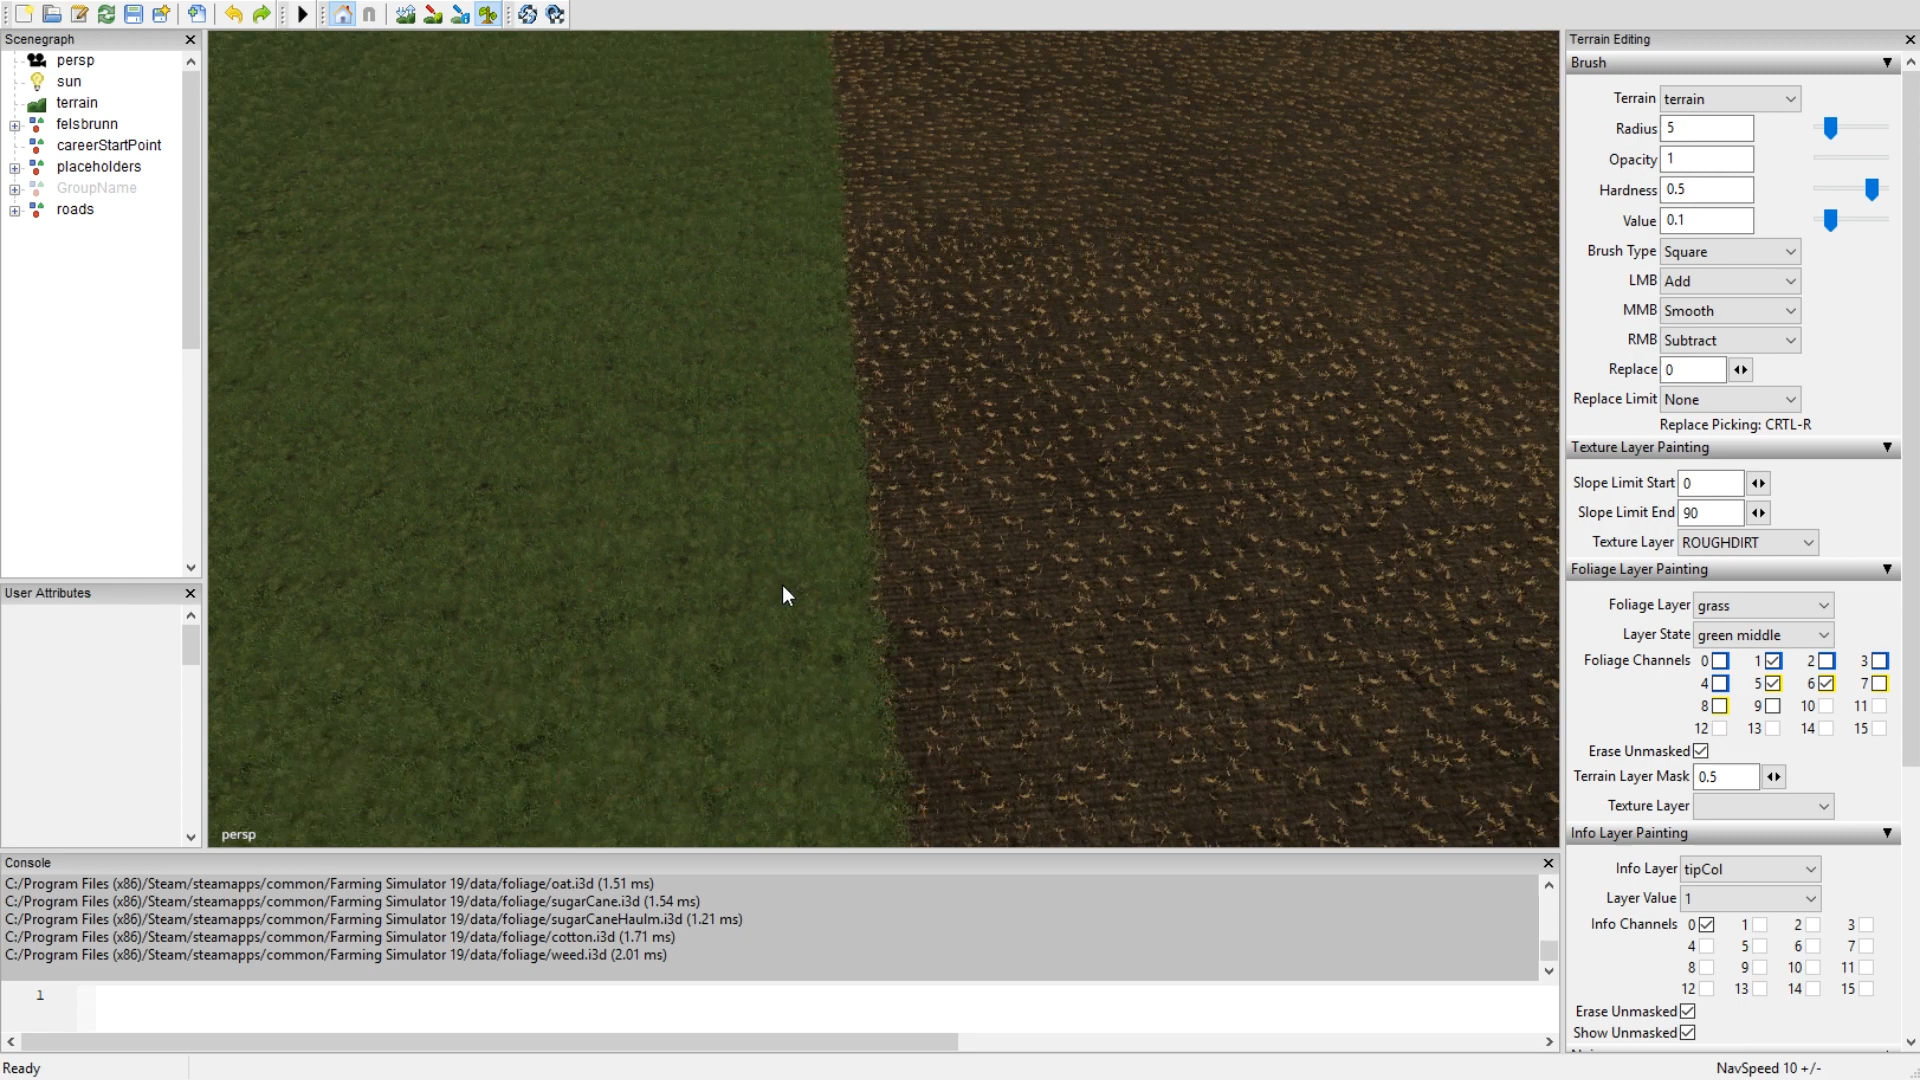 Scenegraph
persp
sun
terrain
felsbrunn
careerStartPoint
placeholders
GroupName
roads
User Attributes
persp
Console
C:/Program Files (x86)/Steam/steamapps/common/Farming Simulator 19/data/foliage/oat.i3d (1.51 ms)
C:/Program Files (x86)/Steam/steamapps/common/Farming Simulator 19/data/foliage/sugarCane.i3d (1.54 ms)
C:/Program Files (x86)/Steam/steamapps/common/Farming Simulator 19/data/foliage/sugarCaneHaulm.i3d (1.21 ms)
C:/Program Files (x86)/Steam/steamapps/common/Farming Simulator 19/data/foliage/cotton.i3d (1.71 ms)
C:/Program Files (x86)/Steam/steamapps/common/Farming Simulator 19/data/foliage/weed.i3d (2.01 ms)
1
Terrain Editing
Brush
Terrain terrain
Radius 5
Opacity 1
Hardness 0.5
Value 0.1
Brush Type Square
LMB Add
MMB Smooth
RMB Subtract
Replace 0
Replace Limit None
Replace Picking: CRTL-R
Texture Layer Painting
Slope Limit Start 0
Slope Limit End 90
Texture Layer ROUGHDIRT
Foliage Layer Painting
Foliage Layer grass
Layer State green middle
Foliage Channels 0 1 2 3
4 5 6 7
8 9 10 11
12 13 14 15
Erase Unmasked
Terrain Layer Mask 0.5
Texture Layer
Info Layer Painting
Info Layer tipCol
Layer Value 1
Info Channels 0 1 2 3
4 5 6 7
8 9 10 11
12 13 14 15
Erase Unmasked
Show Unmasked
Ready
NavSpeed 10 +/-